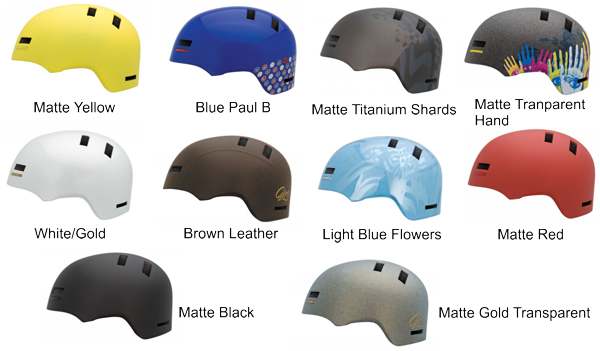 Matte Yellow
Blue Paul B
Matte Titanium Shards
Matte Tranparent
Hand
White/Gold
Brown Leather
Light Blue Flowers
Matte Red
Matte Black
Matte Gold Transparent